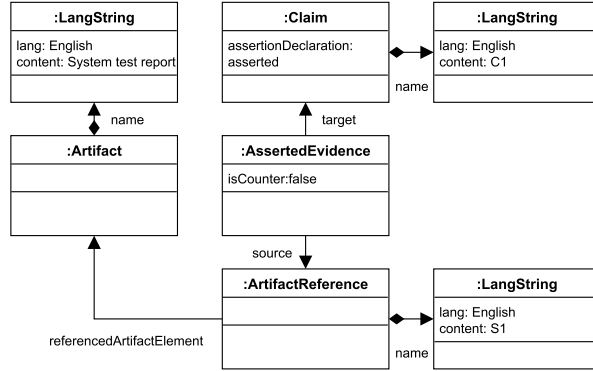 :LangString
lang: English
content: System test report
:Claim
assertionDeclaration:
asserted
:LangString
lang: English
content: C1
name
name
target
:Artifact
:AssertedEvidence
isCounter:false
source
:ArtifactReference
:LangString
lang: English
content: S1
referencedArtifactElement
name